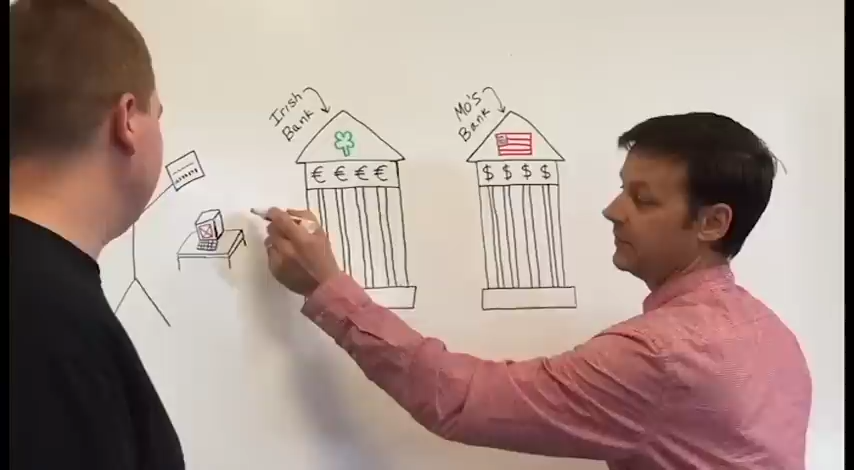 Irish
Bank
€ € € €
Mo's
Bank
$ $ $ $